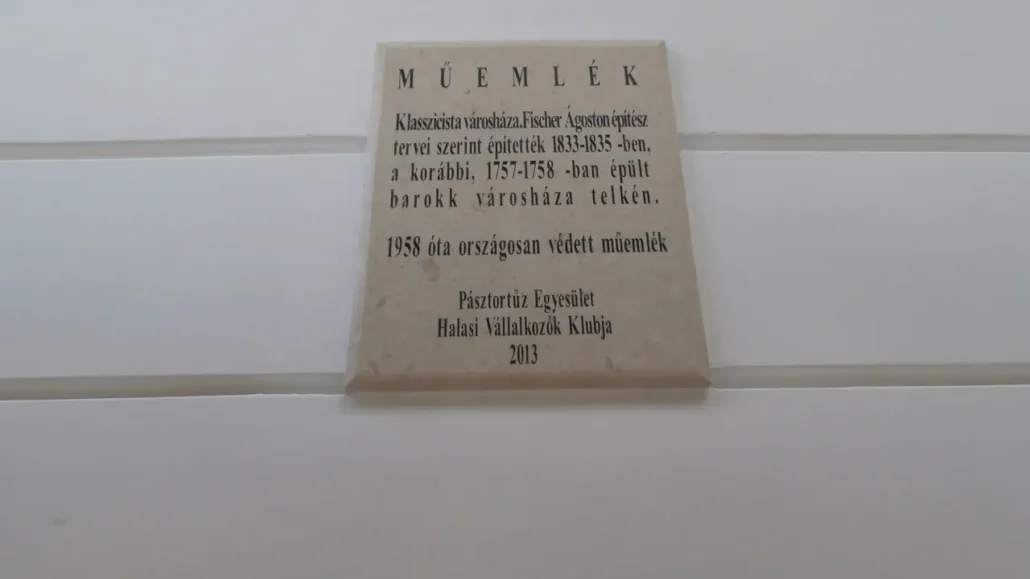 MŰEMLÉK
Klasszicista városháza.Fischer Ágoston építész
tervei szerint építették 1833-1835 -ben,
a korábbi, 1757-1758 -ban épült
barokk városháza telkén.
1958 óta országosan védett műemlék
Pásztortűz Egyesület
Halasi Vállalkozők Klubja
2013